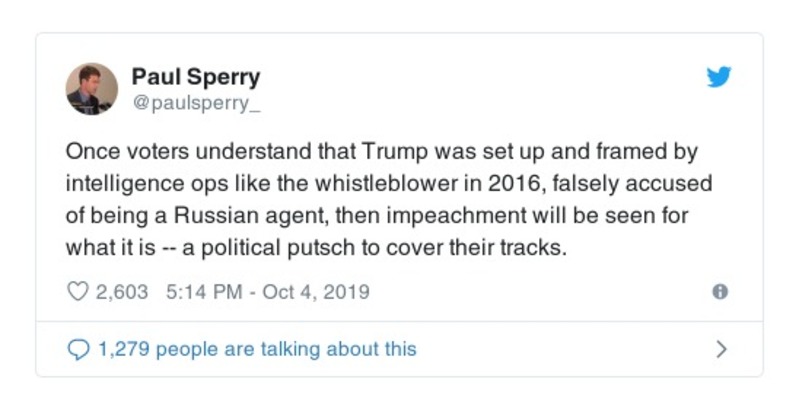 Paul Sperry
@paulsperry_
Once voters understand that Trump was set up and framed by
intelligence ops like the whistleblower in 2016, falsely accused
of being a Russian agent, then impeachment will be seen for
what it is -- a political putsch to cover their tracks.
2,603 5:14 PM - Oct 4, 2019
1,279 people are talking about this